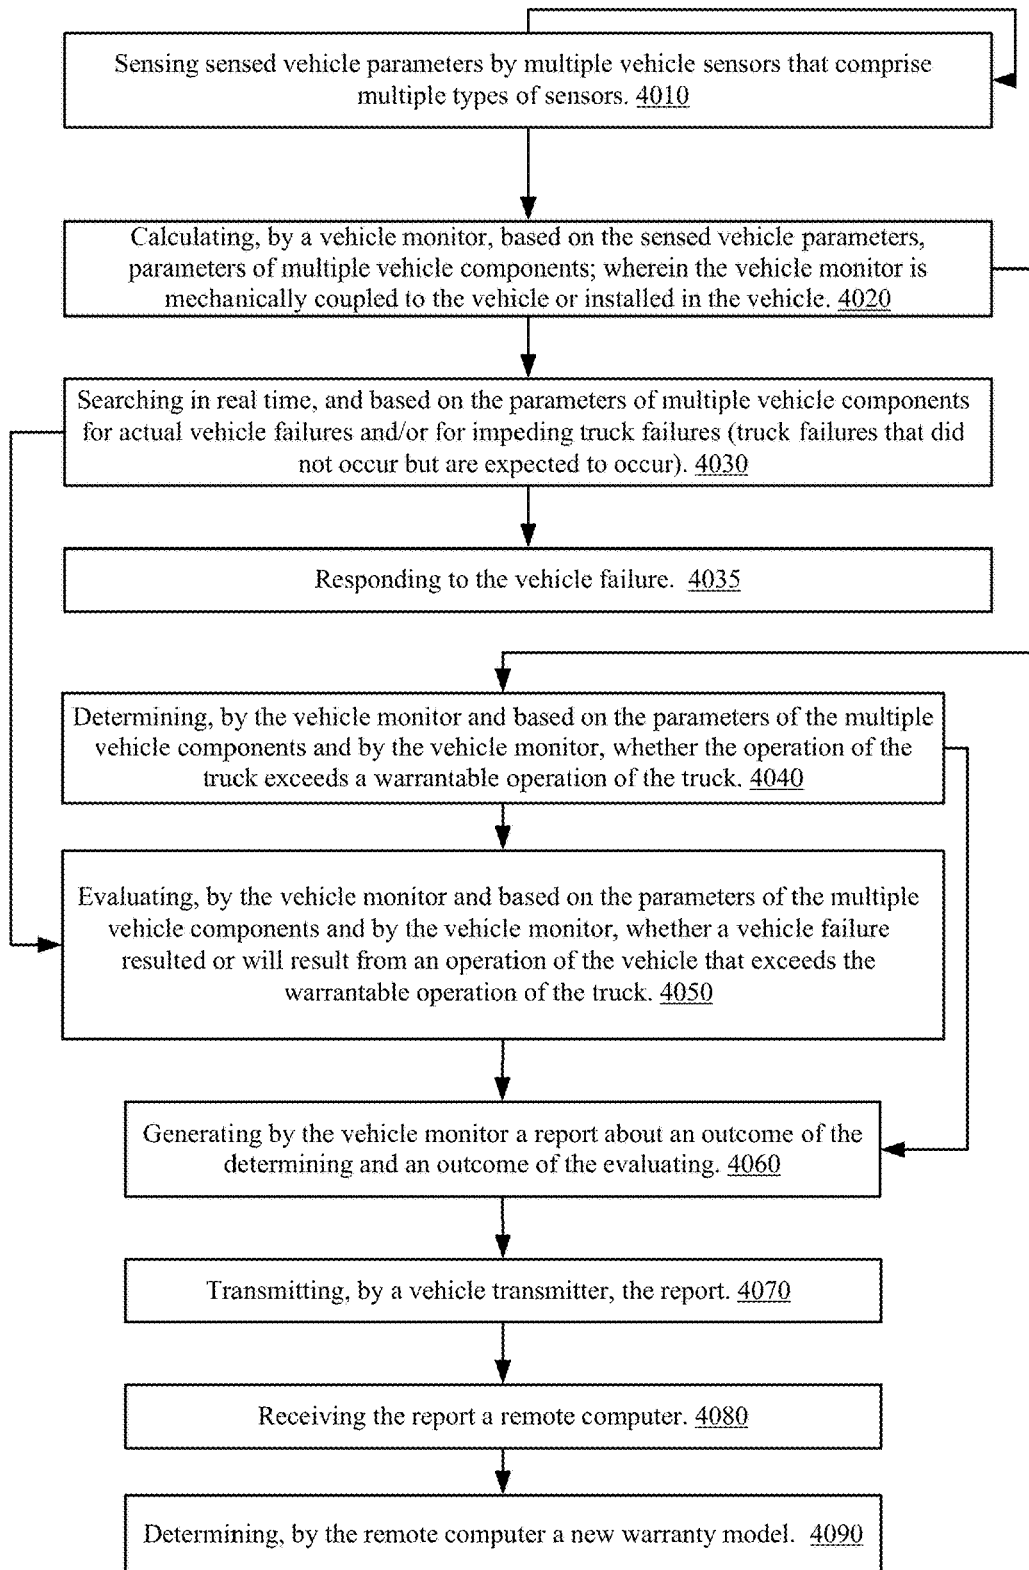 Sensing sensed vehicle parameters by multiple vehicle sensors that comprise
multiple types of sensors. 4010
Calculating, by a vehicle monitor, based on the sensed vehicle parameters,
parameters of multiple vehicle components; wherein the vehicle monitor is
mechanically coupled to the vehicle or installed in the vehicle. 4020
Searching in real time, and based on the parameters of multiple vehicle components
for actual vehicle failures and/or for impeding truck failures (truck failures that did
not occur but are expected to occur). 4030
Responding to the vehicle failure. 4035
Determining, by the vehicle monitor and based on the parameters of the multiple
vehicle components and by the vehicle monitor, whether the operation of the
truck exceeds a warrantable operation of the truck. 4040
Evaluating, by the vehicle monitor and based on the parameters of the multiple
vehicle components and by the vehicle monitor, whether a vehicle failure
resulted or will result from an operation of the vehicle that exceeds the
warrantable operation of the truck. 4050
Generating by the vehicle monitor a report about an outcome of the
determining and an outcome of the evaluating. 4060
Transmitting, by a vehicle transmitter, the report. 4070
Receiving the report a remote computer. 4080
Determining, by the remote computer a new warranty model. 4090